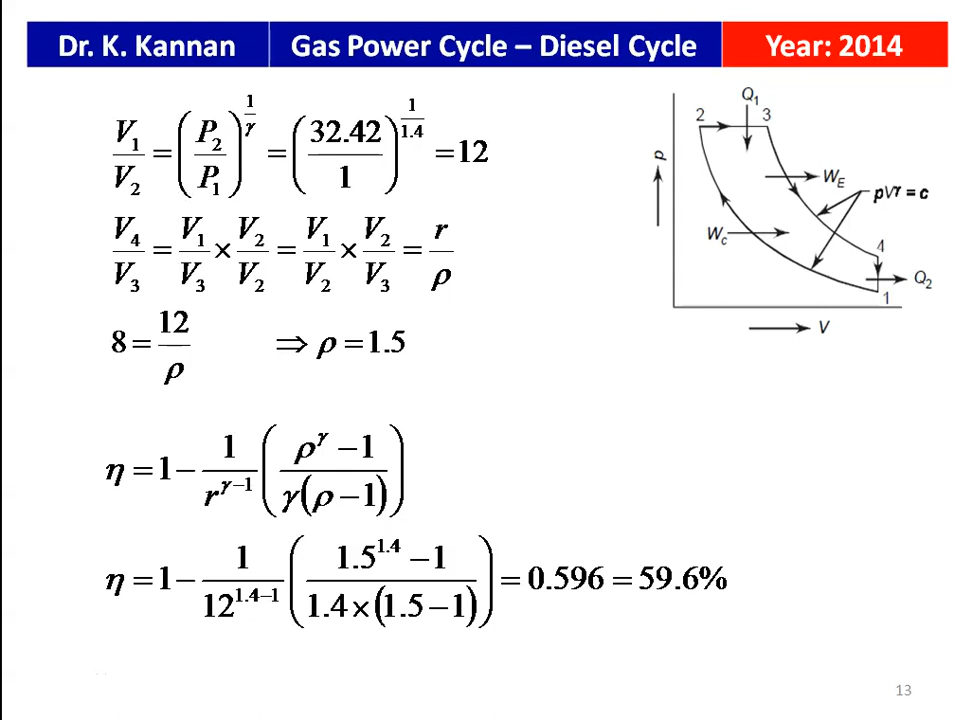 Dr. K. Kannan
Gas Power Cycle – Diesel Cycle
Year: 2014
V₁/V₂ = (P₂/P₁)^(1/γ) = (32.42/1)^(1/1.4) = 12
V₄/V₃ = V₁/V₃ × V₂/V₂ = V₁/V₂ × V₂/V₃ = r/ρ
8 = 12/ρ ⇒ ρ = 1.5
η = 1 − 1/r^(γ−1) ((ρ^γ − 1)/(γ(ρ − 1)))
η = 1 − 1/12^(1.4−1) ((1.5^1.4 − 1)/(1.4 × (1.5 − 1))) = 0.596 = 59.6%
Q₁
2
3
p
W_E
pV^γ = c
W_c
4
Q₂
1
V
13